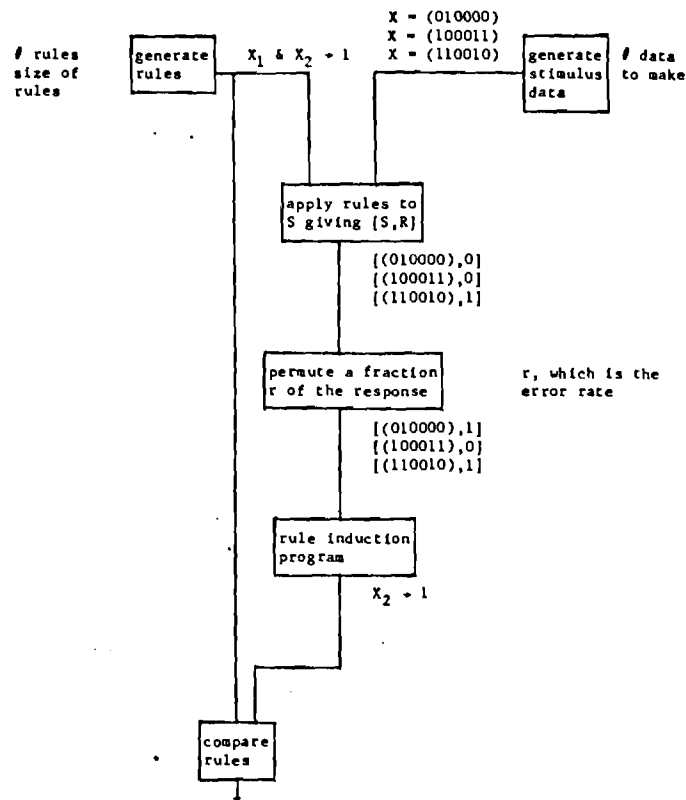 # rules
size of
rules
generate
rules
X₁ & X₂ → 1
X = (010000)
X = (100011)
X = (110010)
generate
stimulus
data
# data
to make
apply rules to
S giving {S,R}
[(010000),0]
[(100011),0]
[(110010),1]
permute a fraction
r of the response
r, which is the
error rate
[(010000),1]
[(100011),0]
[(110010),1]
rule induction
program
X₂ → 1
compare
rules